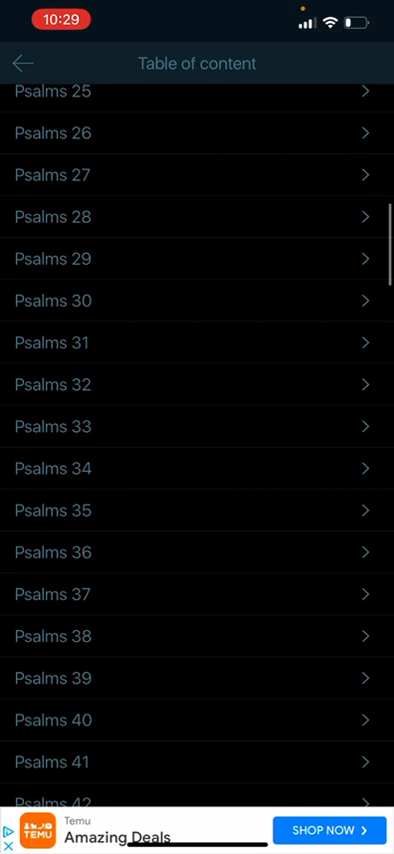 10:29
Table of content
Psalms 25
Psalms 26
Psalms 27
Psalms 28
Psalms 29
Psalms 30
Psalms 31
Psalms 32
Psalms 33
Psalms 34
Psalms 35
Psalms 36
Psalms 37
Psalms 38
Psalms 39
Psalms 40
Psalms 41
Psalms 42
TEMU
Temu
Amazing Deals
SHOP NOW